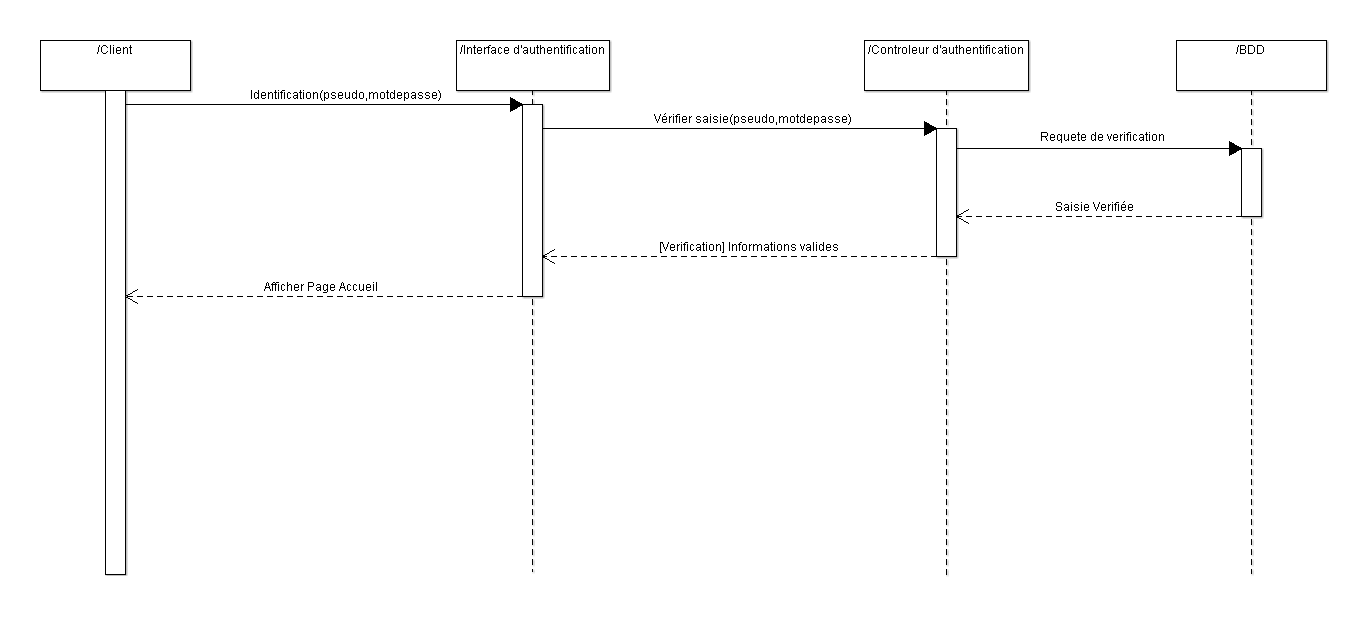 /Client
/Interface d'authentification
/Controleur d'authentification
/BDD
Identification(pseudo,motdepasse)
Vérifier saisie(pseudo,motdepasse)
Requete de verification
Saisie Verifiée
[Verification] Informations valides
Afficher Page Accueil